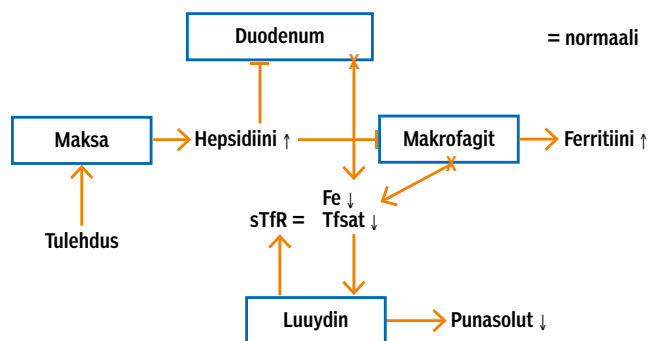 Duodenum
= normaali
Maksa
Hepsidiini ↑
Makrofagit
Ferritiini ↑
Fe ↓
sTfR = Tfsat ↓
Tulehdus
Luuydin
Punasolut ↓